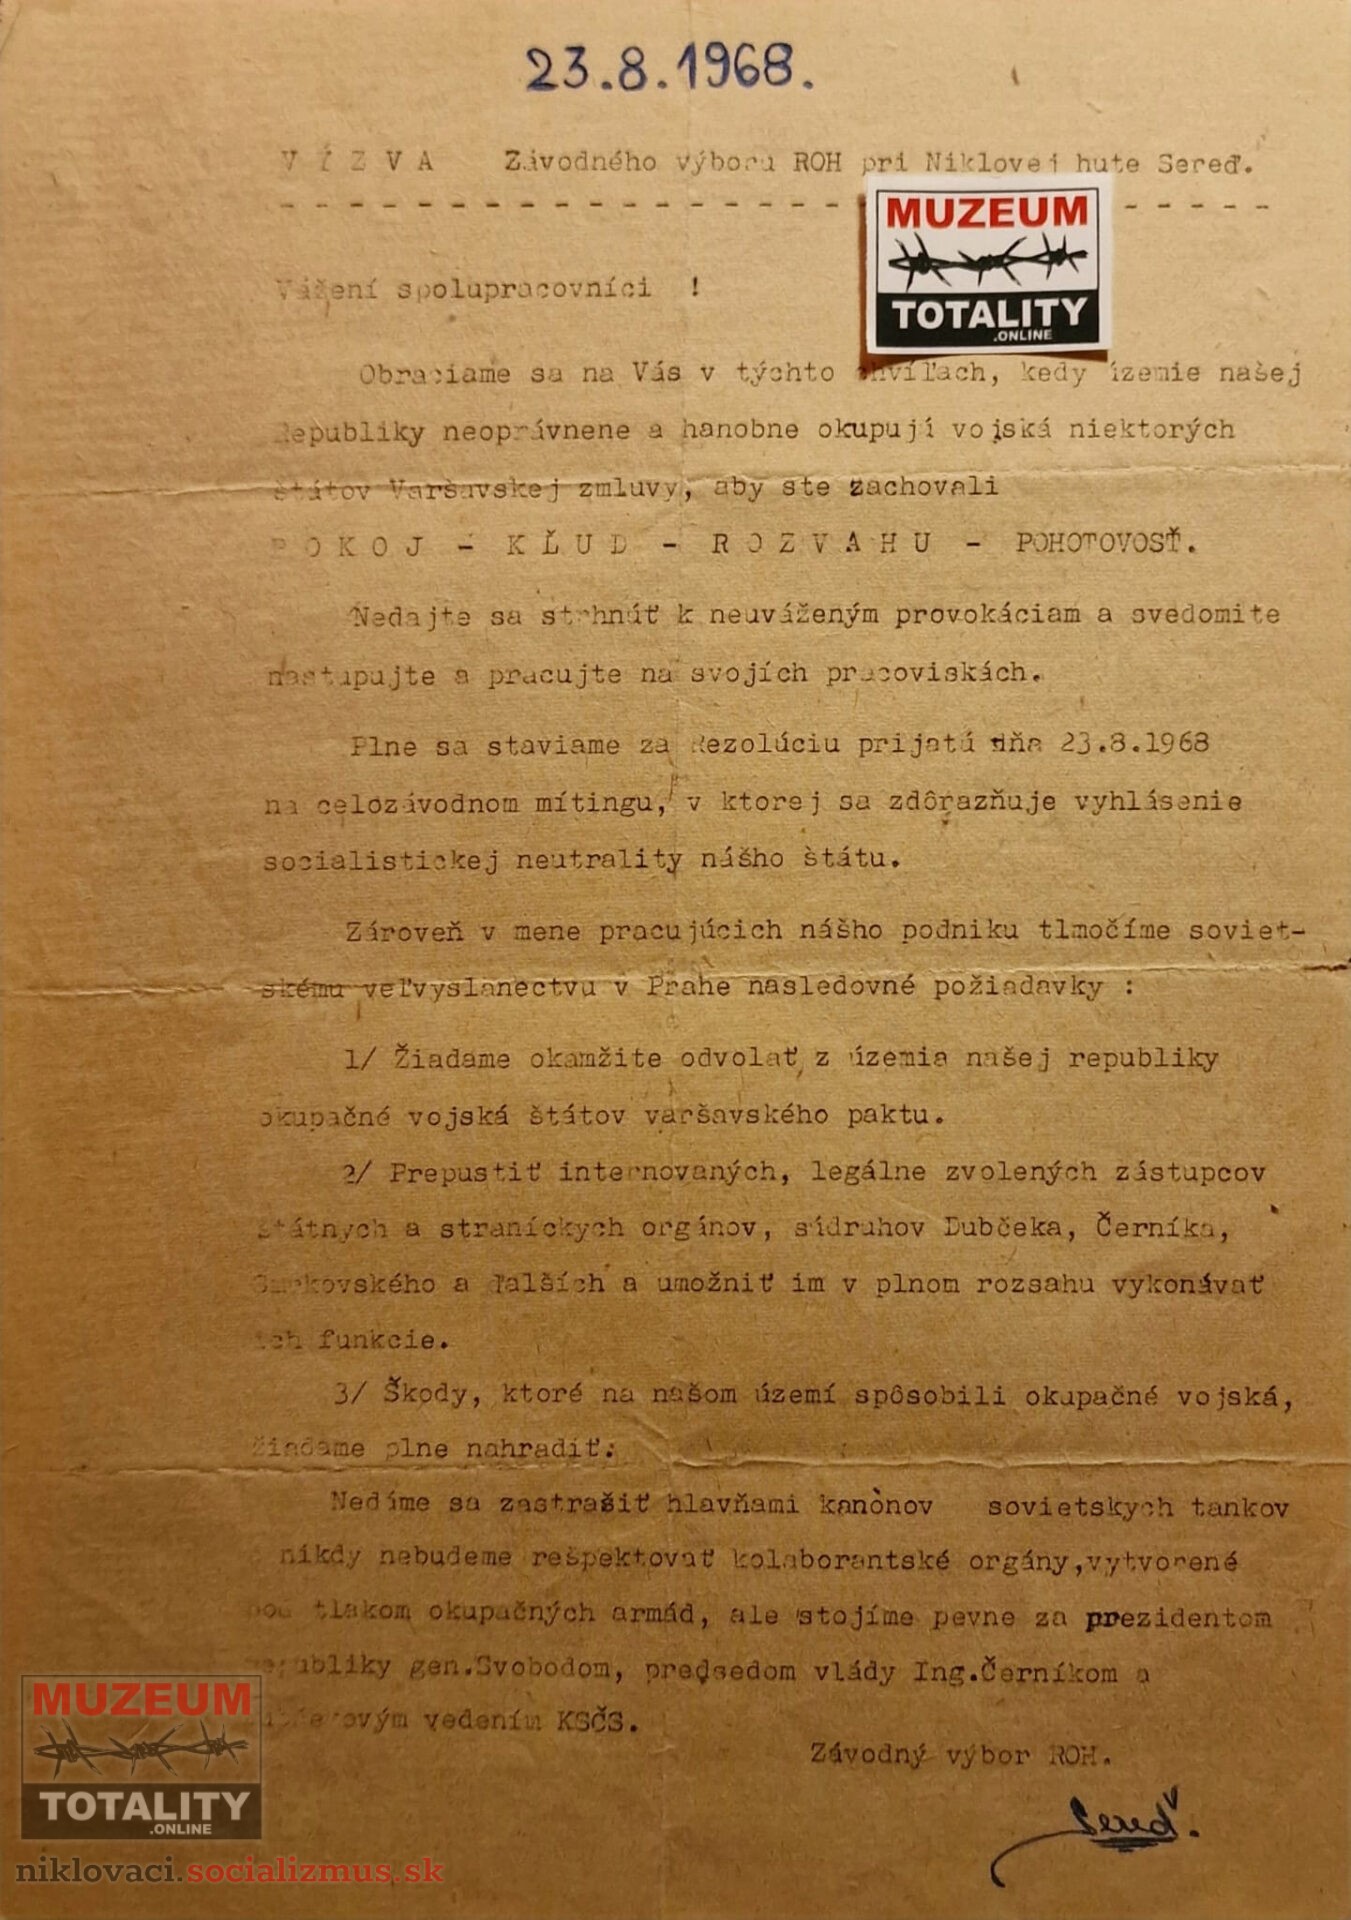 23.8.1968.
VÍZVA Závodného výboru ROH pri Niklovej hute Sereď.
MUZEUM
TOTALITY
.ONLINE
Vážení spolupracovníci !
Obraciame sa na Vás v týchto chvíľach, kedy územie našej
Republiky neoprávnene a hanobne okupují vojská niektorých
štátov Varšavskej zmluvy, aby ste zachovali
POKOJ - KĽUD - ROZVAHU - POHOTOVOSŤ.
Nedajte sa strhnúť k neuváženým provokáciam a svedomite
nastupujte a pracujte na svojích pracoviskách.
Plne sa staviame za Rezolúciu prijatú dňa 23.8.1968
na celozávodnom mítingu, v ktorej sa zdôrazňuje vyhlásenie
socialistickej neutrality nášho štátu.
Zároveň v mene pracujúcich nášho podniku tlmočíme soviet-
skému veľvyslanectvu v Prahe nasledovné požiadavky :
1/ Žiadame okamžite odvolať z územia našej republiky
okupačné vojská štátov varšavského paktu.
2/ Prepustiť internovaných, legálne zvolených zástupcov
štátnych a straníckych orgánov, súdruhov Dubčeka, Černíka,
Smrkovského a ďalších a umožniť im v plnom rozsahu vykonávať
ich funkcie.
3/ Škody, ktoré na našom území spôsobili okupačné vojská,
žiadame plne nahradiť.
Nedáme sa zastrašiť hlavňami kanónov sovietskych tankov
nikdy nebudeme rešpektovať kolaborantské orgány,vytvorené
pod tlakom okupačných armád, ale stojíme pevne za prezidentom
republiky gen.Svobodom, predsedom vlády Ing.Černíkom a
Dubčekovým vedením KSČS.
Závodný výbor ROH.
Sereď.
MUZEUM
TOTALITY
.ONLINE
niklovaci.socializmus.sk